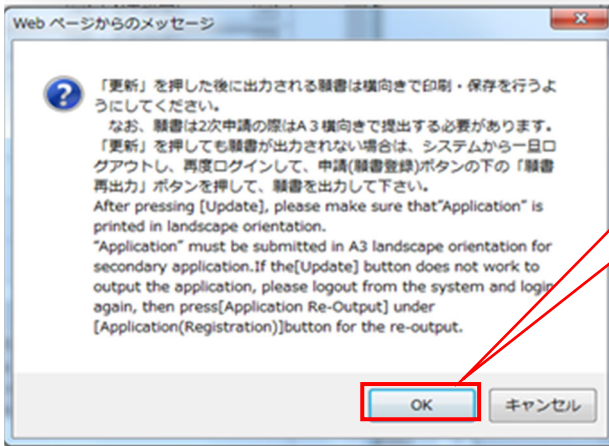 Web ページからのメッセージ
「更新」を押した後に出力される願書は横向きで印刷・保存を行うよ
うにしてください。
なお、願書は2次申請の際はA３横向きで提出する必要があります。
「更新」を押しても願書が出力されない場合は、システムから一旦ロ
グアウトし、再度ログインして、申請(願書登録)ボタンの下の「願書
再出力」ボタンを押して、願書を出力して下さい。
After pressing [Update], please make sure that"Application" is
printed in landscape orientation.
"Application" must be submitted in A3 landscape orientation for
secondary application.If the[Update] button does not work to
output the application, please logout from the system and login
again, then press[Application Re-Output] under
[Application(Registration)]button for the re-output.
OK
キャンセル